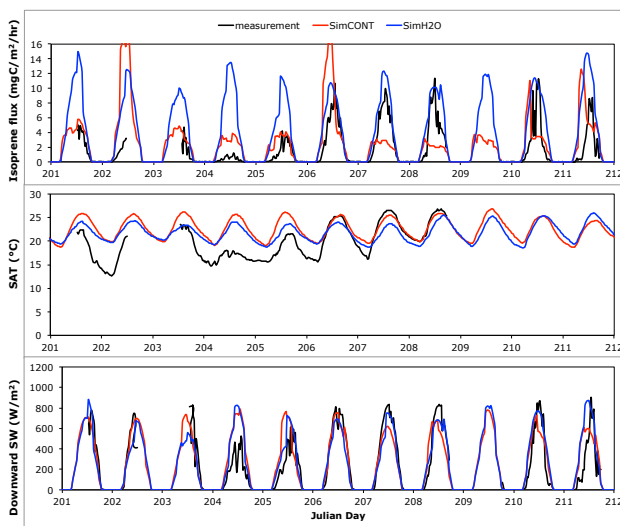 measurement SimCONT SimH2O
Isoprene flux (mgC/m²/hr)
16
14
12
10
8
6
4
2
0
201 202 203 204 205 206 207 208 209 210 211 212
SAT (°C)
30
25
20
15
10
5
0
201 202 203 204 205 206 207 208 209 210 211 212
Downward SW (W/m²)
1200
1000
800
600
400
200
0
201 202 203 204 205 206 207 208 209 210 211 212
Julian Day